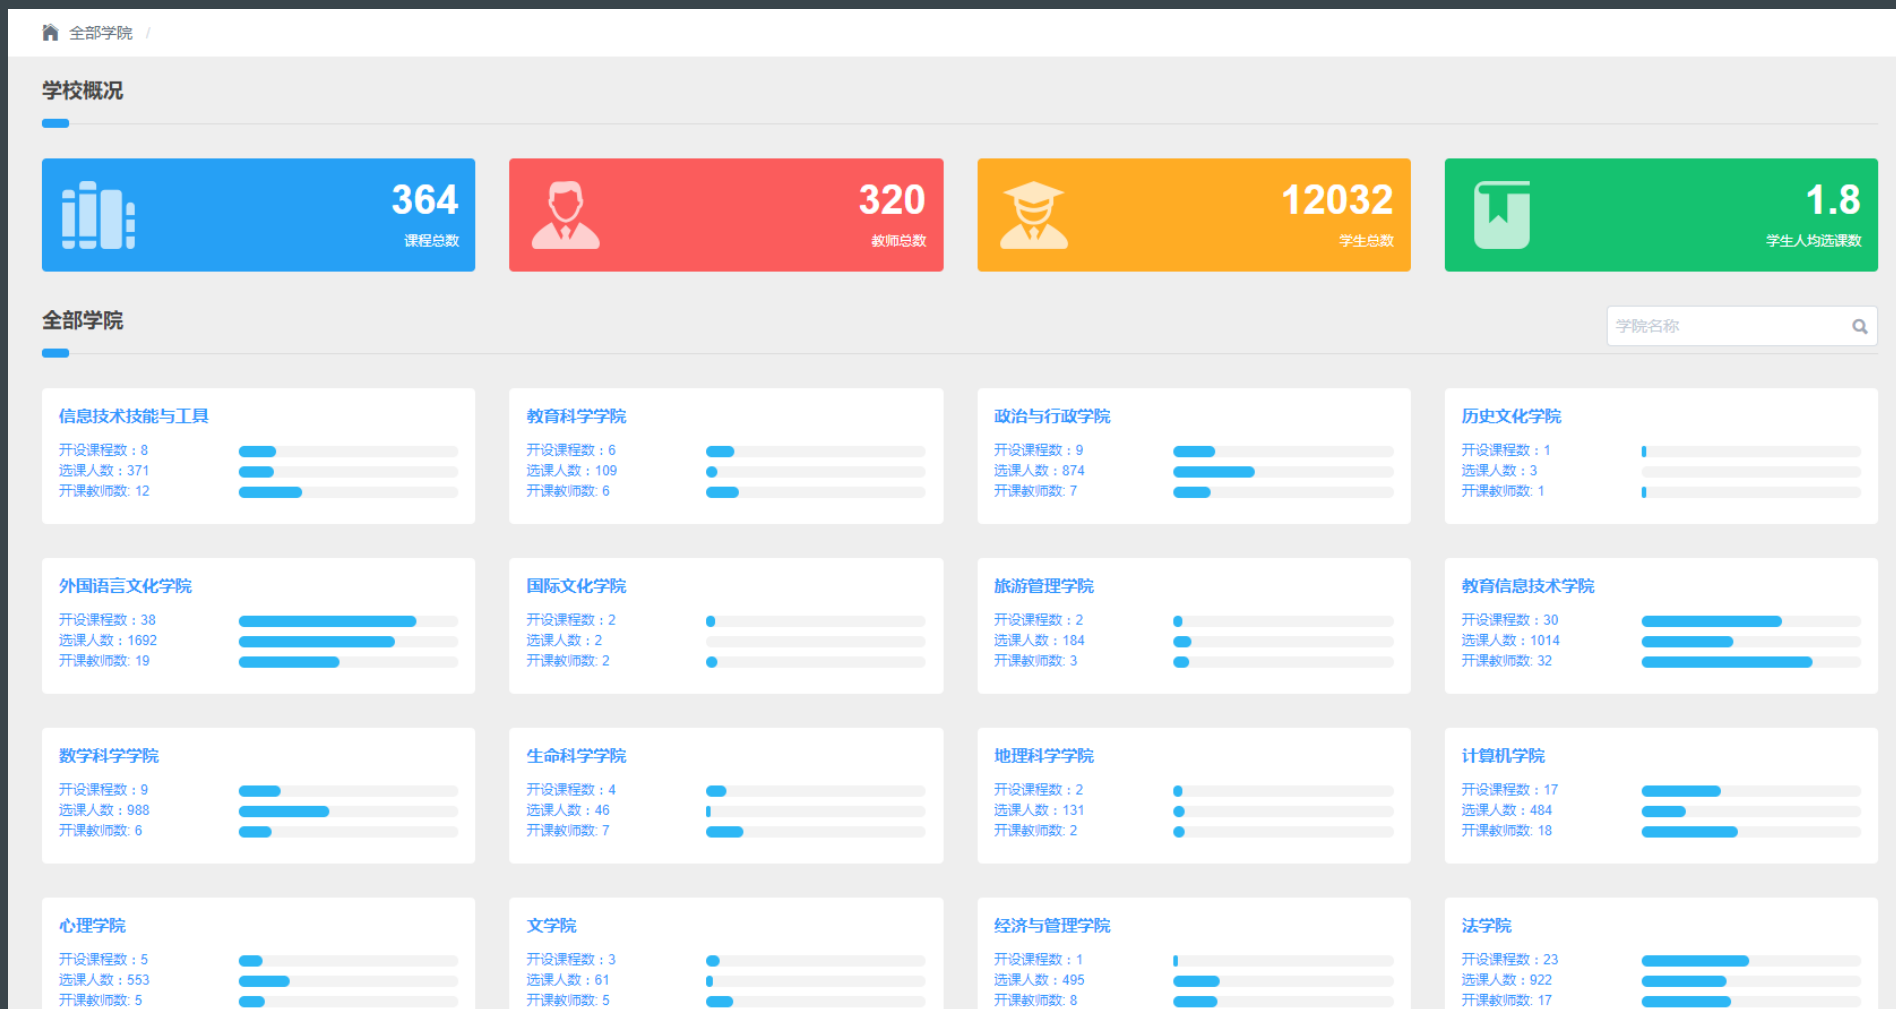 全部学院 /
学校概况
364
课程总数
320
教师总数
12032
学生总数
1.8
学生人均选课数
全部学院
学院名称
信息技术技能与工具
开设课程数：8
选课人数：371
开课教师数: 12
教育科学学院
开设课程数：6
选课人数：109
开课教师数: 6
政治与行政学院
开设课程数：9
选课人数：874
开课教师数: 7
历史文化学院
开设课程数：1
选课人数：3
开课教师数: 1
外国语言文化学院
开设课程数：38
选课人数：1692
开课教师数: 19
国际文化学院
开设课程数：2
选课人数：2
开课教师数: 2
旅游管理学院
开设课程数：2
选课人数：184
开课教师数: 3
教育信息技术学院
开设课程数：30
选课人数：1014
开课教师数: 32
数学科学学院
开设课程数：9
选课人数：988
开课教师数: 6
生命科学学院
开设课程数：4
选课人数：46
开课教师数: 7
地理科学学院
开设课程数：2
选课人数：131
开课教师数: 2
计算机学院
开设课程数：17
选课人数：484
开课教师数: 18
心理学院
开设课程数：5
选课人数：553
开课教师数: 5
文学院
开设课程数：3
选课人数：61
开课教师数: 5
经济与管理学院
开设课程数：1
选课人数：495
开课教师数: 8
法学院
开设课程数：23
选课人数：922
开课教师数: 17